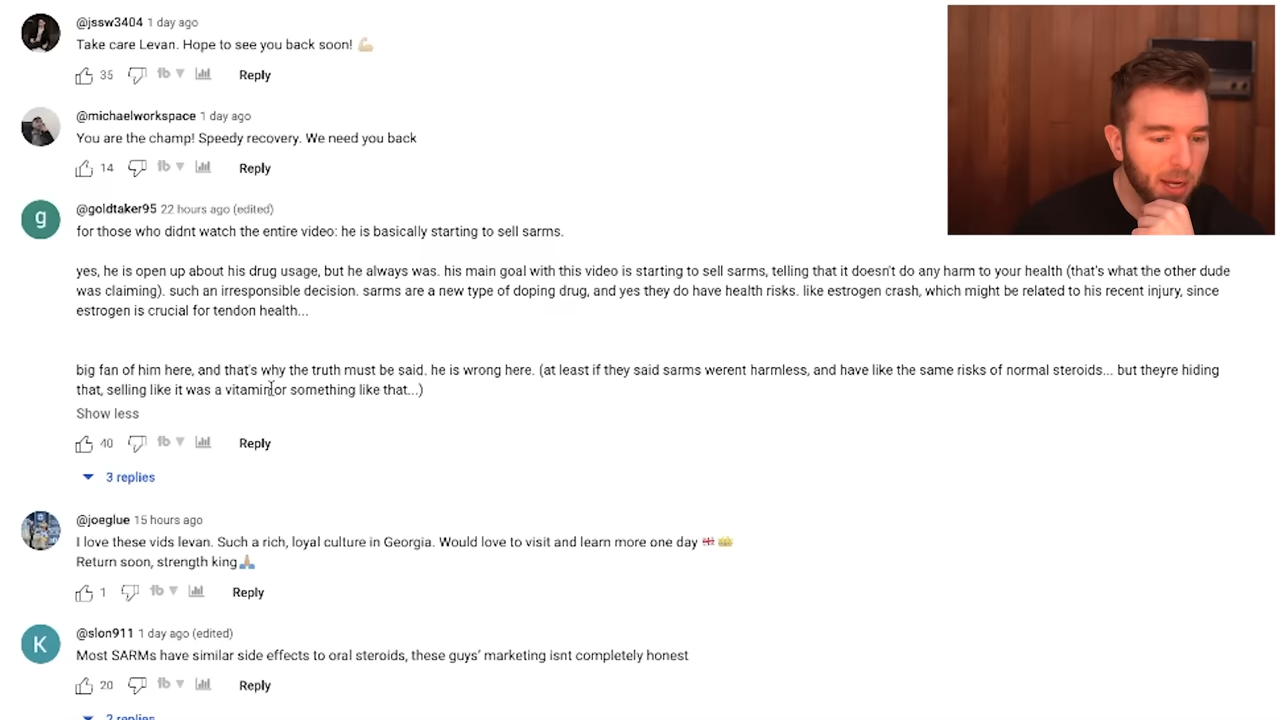 @jssw3404 1 day ago
Take care Levan. Hope to see you back soon! 💪🏼
35 Reply
@michaelworkspace 1 day ago
You are the champ! Speedy recovery. We need you back
14 Reply
g
@goldtaker95 22 hours ago (edited)
for those who didnt watch the entire video: he is basically starting to sell sarms.
yes, he is open up about his drug usage, but he always was. his main goal with this video is starting to sell sarms, telling that it doesn't do any harm to your health (that's what the other dude
was claiming). such an irresponsible decision. sarms are a new type of doping drug, and yes they do have health risks. like estrogen crash, which might be related to his recent injury, since
estrogen is crucial for tendon health...
big fan of him here, and that's why the truth must be said. he is wrong here. (at least if they said sarms werent harmless, and have like the same risks of normal steroids... but theyre hiding
that, selling like it was a vitamin or something like that...)
Show less
40 Reply
3 replies
@joeglue 15 hours ago
I love these vids levan. Such a rich, loyal culture in Georgia. Would love to visit and learn more one day 🇬🇪 👑
Return soon, strength king🙏🏼
1 Reply
K
@slon911 1 day ago (edited)
Most SARMs have similar side effects to oral steroids, these guys' marketing isnt completely honest
20 Reply
2 replies